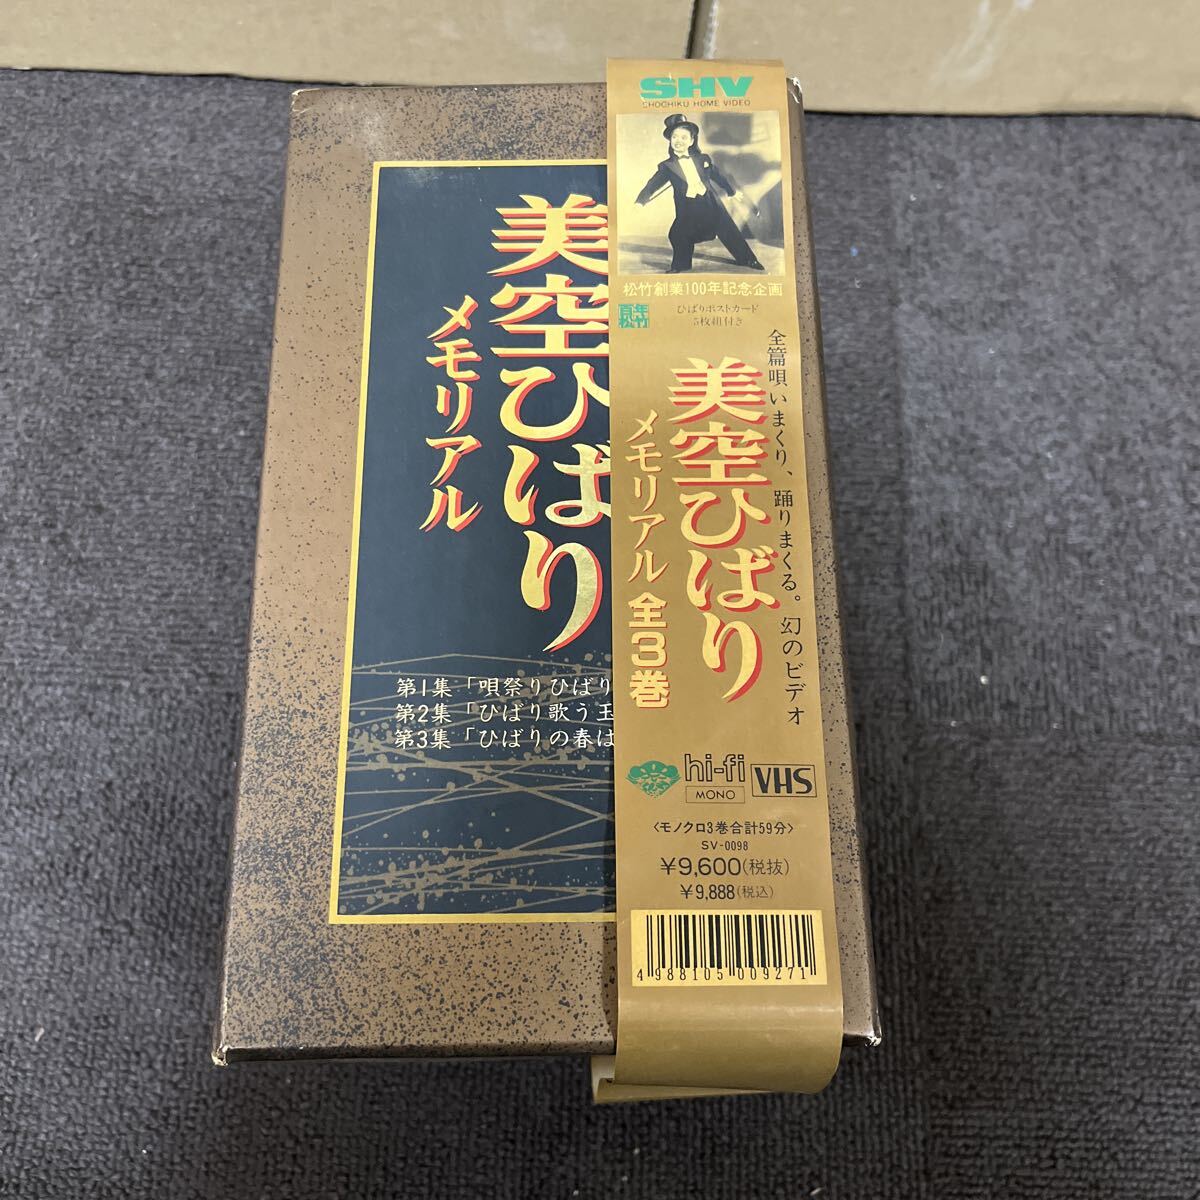 美空ひばり
メモリアル
第1集「唄祭りひばり
第2集「ひばり歌う玉
第3集「ひばりの春は
SHV
SHOCHIKU HOME VIDEO
松竹創業100年記念企画
ひばりポストカード
5枚組付き
全篇唄いまくり、踊りまくる。幻のビデオ
美空ひばり
メモリアル全3巻
hi-fi
MONO
VHS
〈モノクロ3巻合計59分〉
SV-0098
¥9,600(税抜)
¥9,888(税込)
4 988105 009271